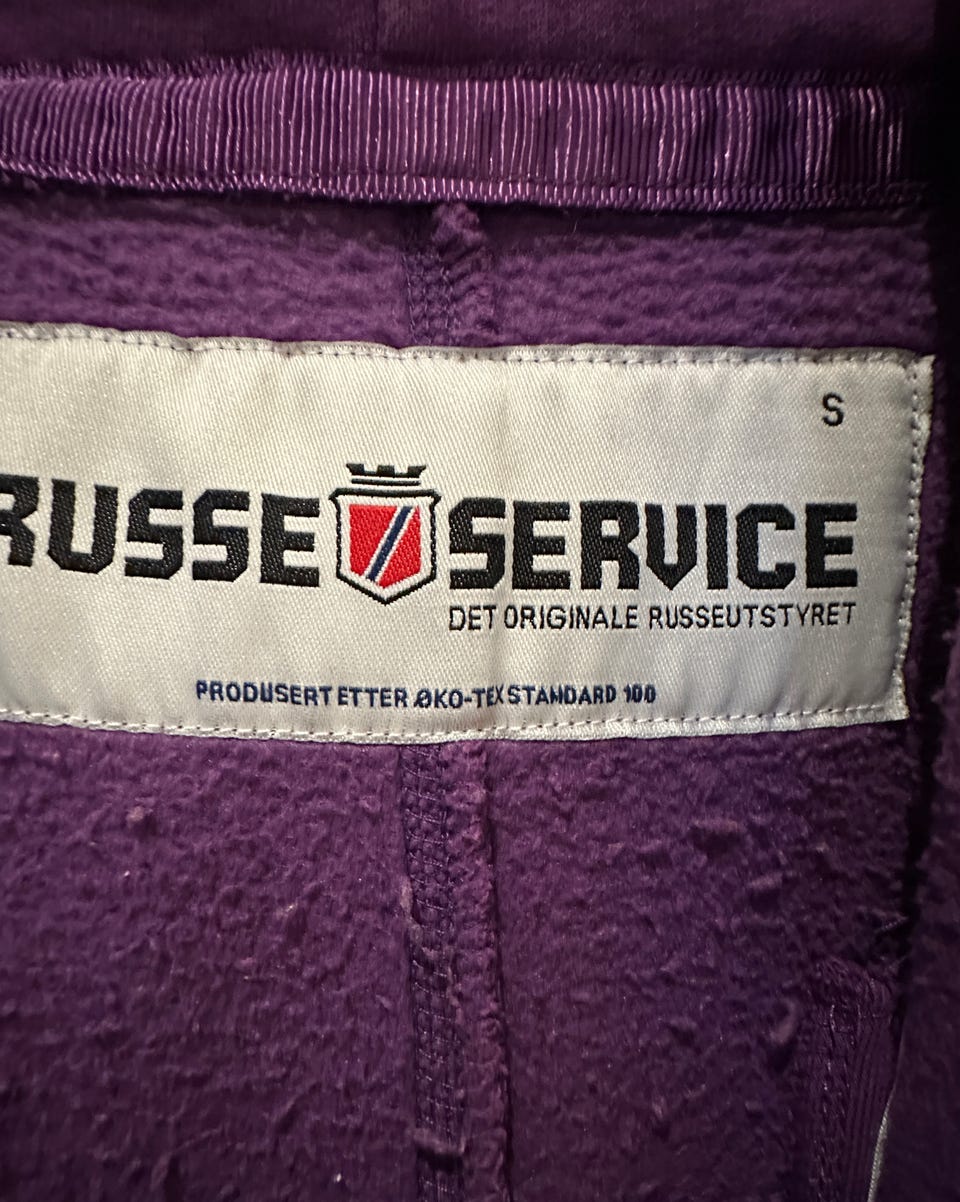 S
RUSSE SERVICE
DET ORIGINALE RUSSEUTSTYRET
PRODUSERT ETTER ØKO-TEX STANDARD 100